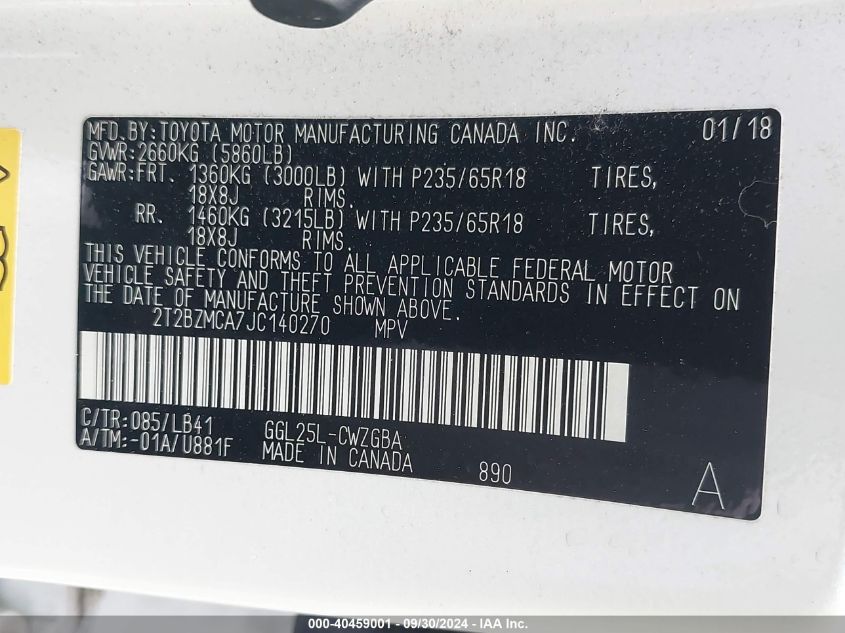 MFD.BY:TOYOTA MOTOR MANUFACTURING CANADA INC. 01/18
GVWR:2660KG (5860LB)
GAWR:FRT. 1360KG (3000LB) WITH P235/65R18 TIRES,
18X8J RIMS.
RR. 1460KG (3215LB) WITH P235/65R18 TIRES,
18X8J RIMS.
THIS VEHICLE CONFORMS TO ALL APPLICABLE FEDERAL MOTOR
VEHICLE SAFETY AND THEFT PREVENTION STANDARDS IN EFFECT ON
THE DATE OF MANUFACTURE SHOWN ABOVE.
2T2BZMCA7JC140270 MPV
C/TR:085/LB41 GGL25L-CWZGBA
A/TM:-01A/U881F MADE IN CANADA 890 A
000-40459001 - 09/30/2024 - IAA Inc.